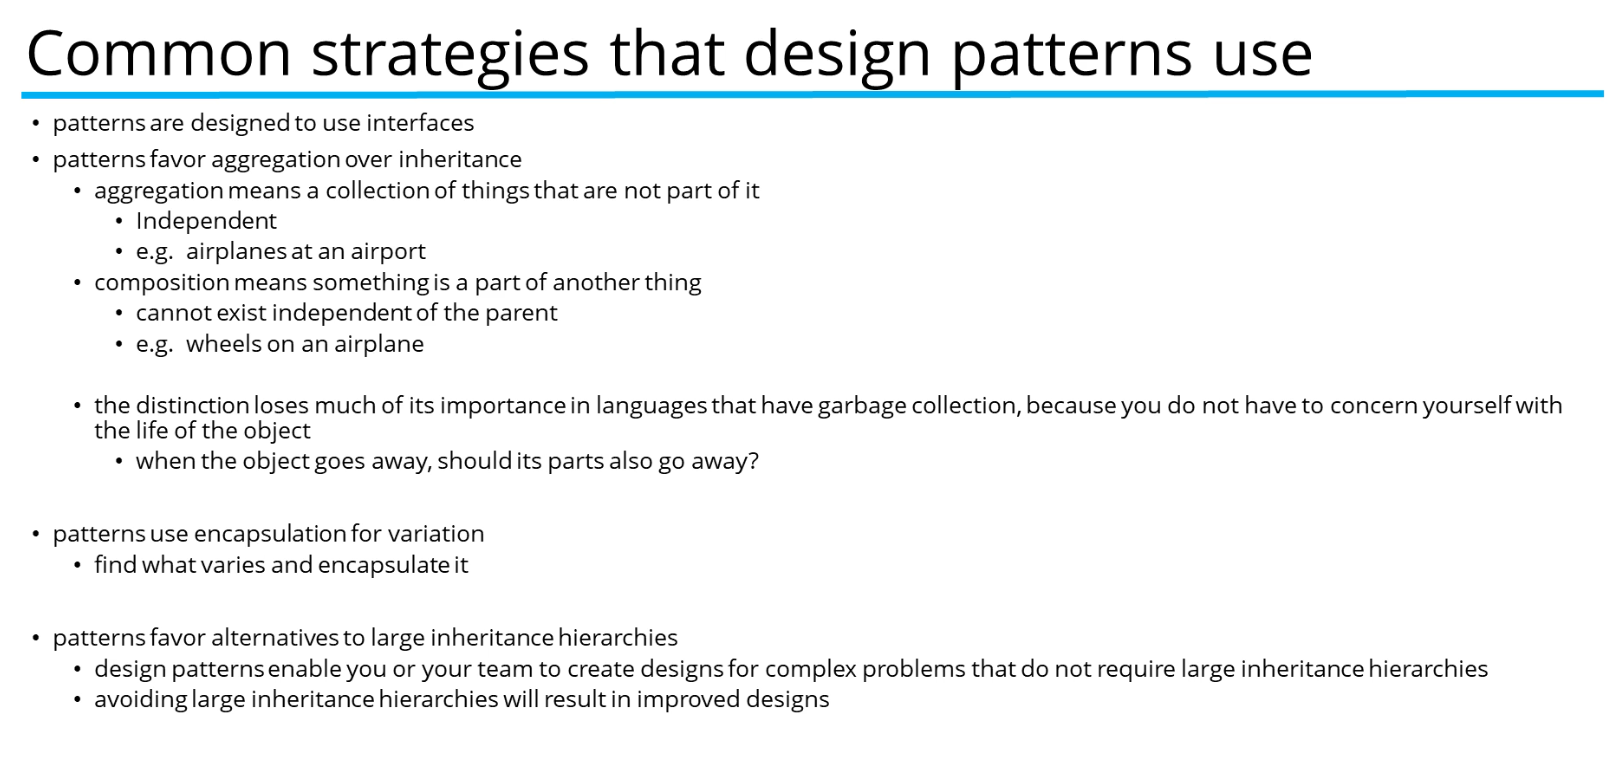 Common strategies that design patterns use
• patterns are designed to use interfaces
• patterns favor aggregation over inheritance
• aggregation means a collection of things that are not part of it
• Independent
• e.g. airplanes at an airport
• composition means something is a part of another thing
• cannot exist independent of the parent
• e.g. wheels on an airplane
• the distinction loses much of its importance in languages that have garbage collection, because you do not have to concern yourself with
the life of the object
• when the object goes away, should its parts also go away?
• patterns use encapsulation for variation
• find what varies and encapsulate it
• patterns favor alternatives to large inheritance hierarchies
• design patterns enable you or your team to create designs for complex problems that do not require large inheritance hierarchies
• avoiding large inheritance hierarchies will result in improved designs